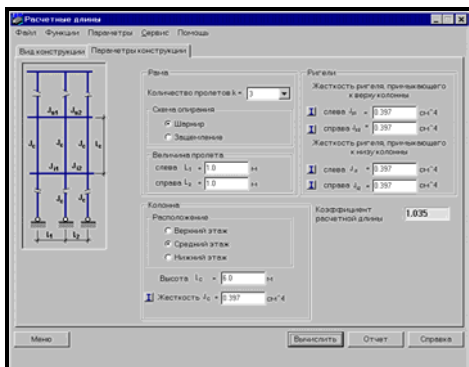 Расчетные длины
Файл Функции Параметры Сервис Помощь
Вид конструкции Параметры конструкции
Рама
Количество пролетов k = 3
Схема опирания
Шарнир
Защемление
Величина пролета
слева L₁ = 1.0 м
справа L₂ = 1.0 м
Колонна
Расположение
Верхний этаж
Средний этаж
Нижний этаж
Высота L c = 6.0 м
Жесткость J c = 0.397 см^4
Ригели
Жесткость ригеля, примыкающего
к верху колонны
слева = 0.397 см^4
справа = 0.397 см^4
Жесткость ригеля, примыкающего
к низу колонны
слева = 0.397 см^4
справа = 0.397 см^4
Коэффициент
расчетной длины 1.035
Меню Вычислить Отчет Справка